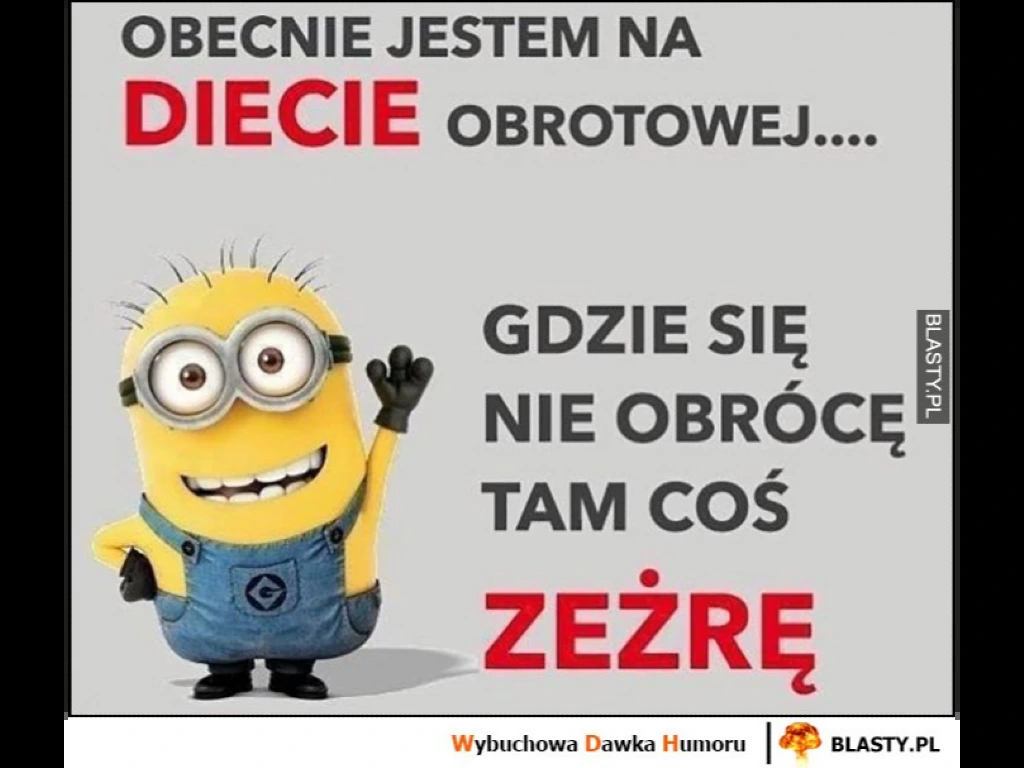 OBECNIE JESTEM NA
DIECIE OBROTOWEJ....
GDZIE SIĘ
NIE OBRÓCĘ
TAM COŚ
ZEŻRĘ
BLASTY.PL
Wybuchowa Dawka Humoru
BLASTY.PL